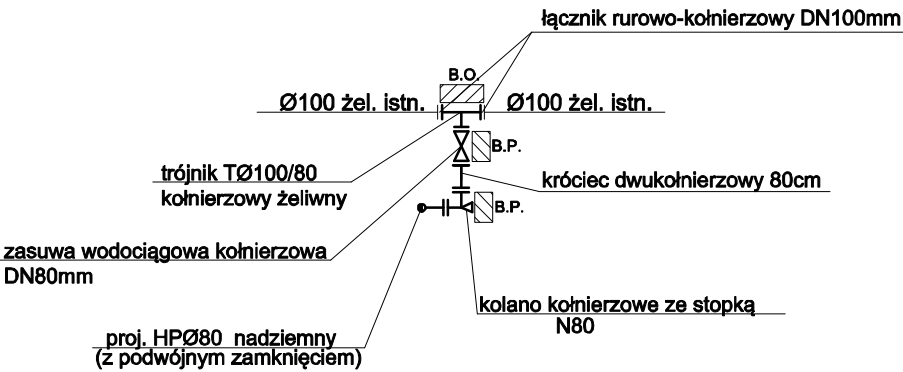 łącznik rurowo-kołnierzowy DN100mm
B.O.
Ø100 żel. istn.
Ø100 żel. istn.
B.P.
trójnik TØ100/80
kołnierzowy żeliwny
króciec dwukołnierzowy 80cm
B.P.
zasuwa wodociągowa kołnierzowa
DN80mm
kolano kołnierzowe ze stopką
N80
proj. HPØ80 nadziemny
(z podwójnym zamknięciem)